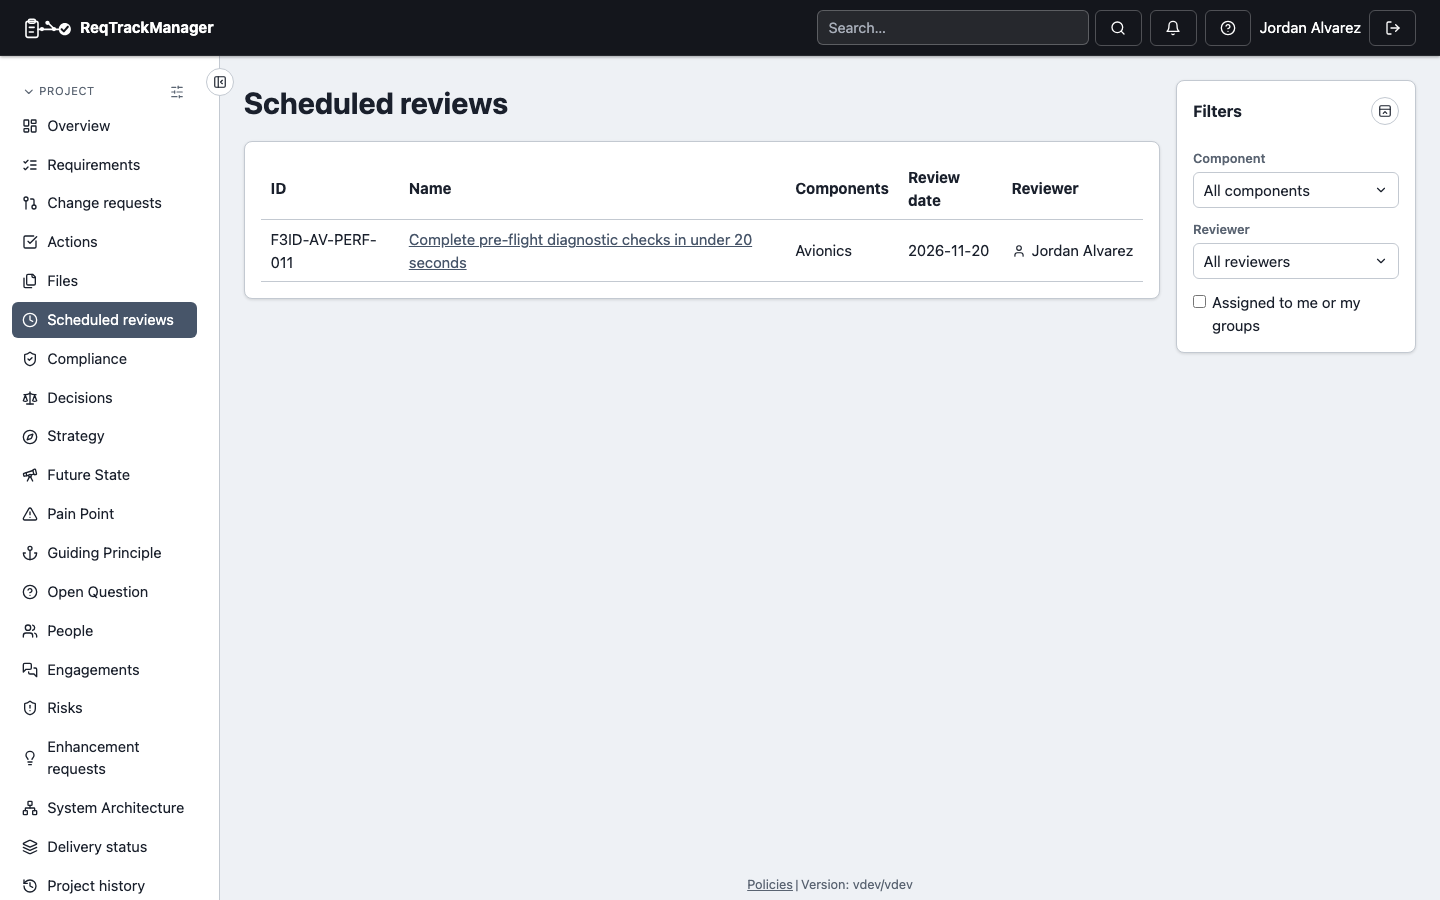 ReqTrackManager
Search...
Jordan Alvarez
PROJECT
Overview
Requirements
Change requests
Actions
Files
Scheduled reviews
Compliance
Decisions
Strategy
Future State
Pain Point
Guiding Principle
Open Question
People
Engagements
Risks
Enhancement
requests
System Architecture
Delivery status
Project history
Scheduled reviews
ID Name Components Review date Reviewer
F3ID-AV-PERF-
011
Complete pre-flight diagnostic checks in under 20
seconds
Avionics
2026-11-20
Jordan Alvarez
Filters
Component
All components
Reviewer
All reviewers
Assigned to me or my
groups
Policies | Version: vdev/vdev